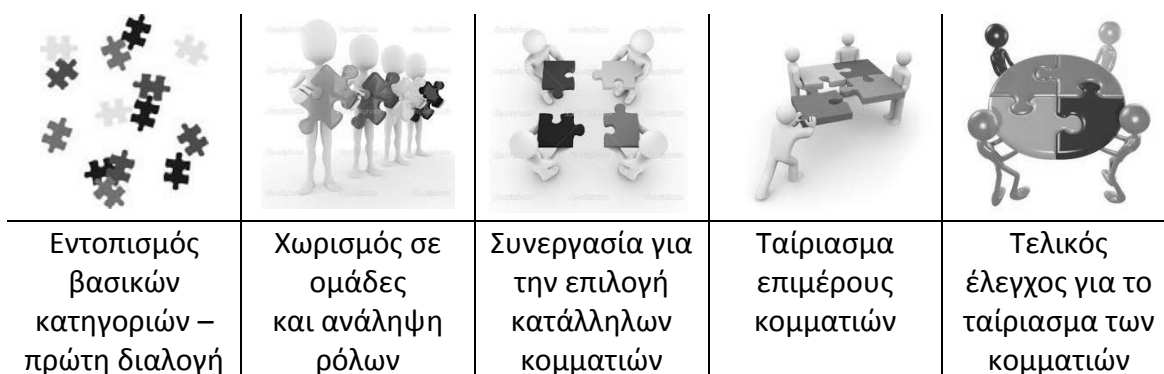 Εντοπισμός
βασικών
κατηγοριών –
πρώτη διαλογή
Χωρισμός σε
ομάδες
και ανάληψη
ρόλων
Συνεργασία για
την επιλογή
κατάλληλων
κομματιών
Ταίριασμα
επιμέρους
κομματιών
Τελικός
έλεγχος για το
ταίριασμα των
κομματιών